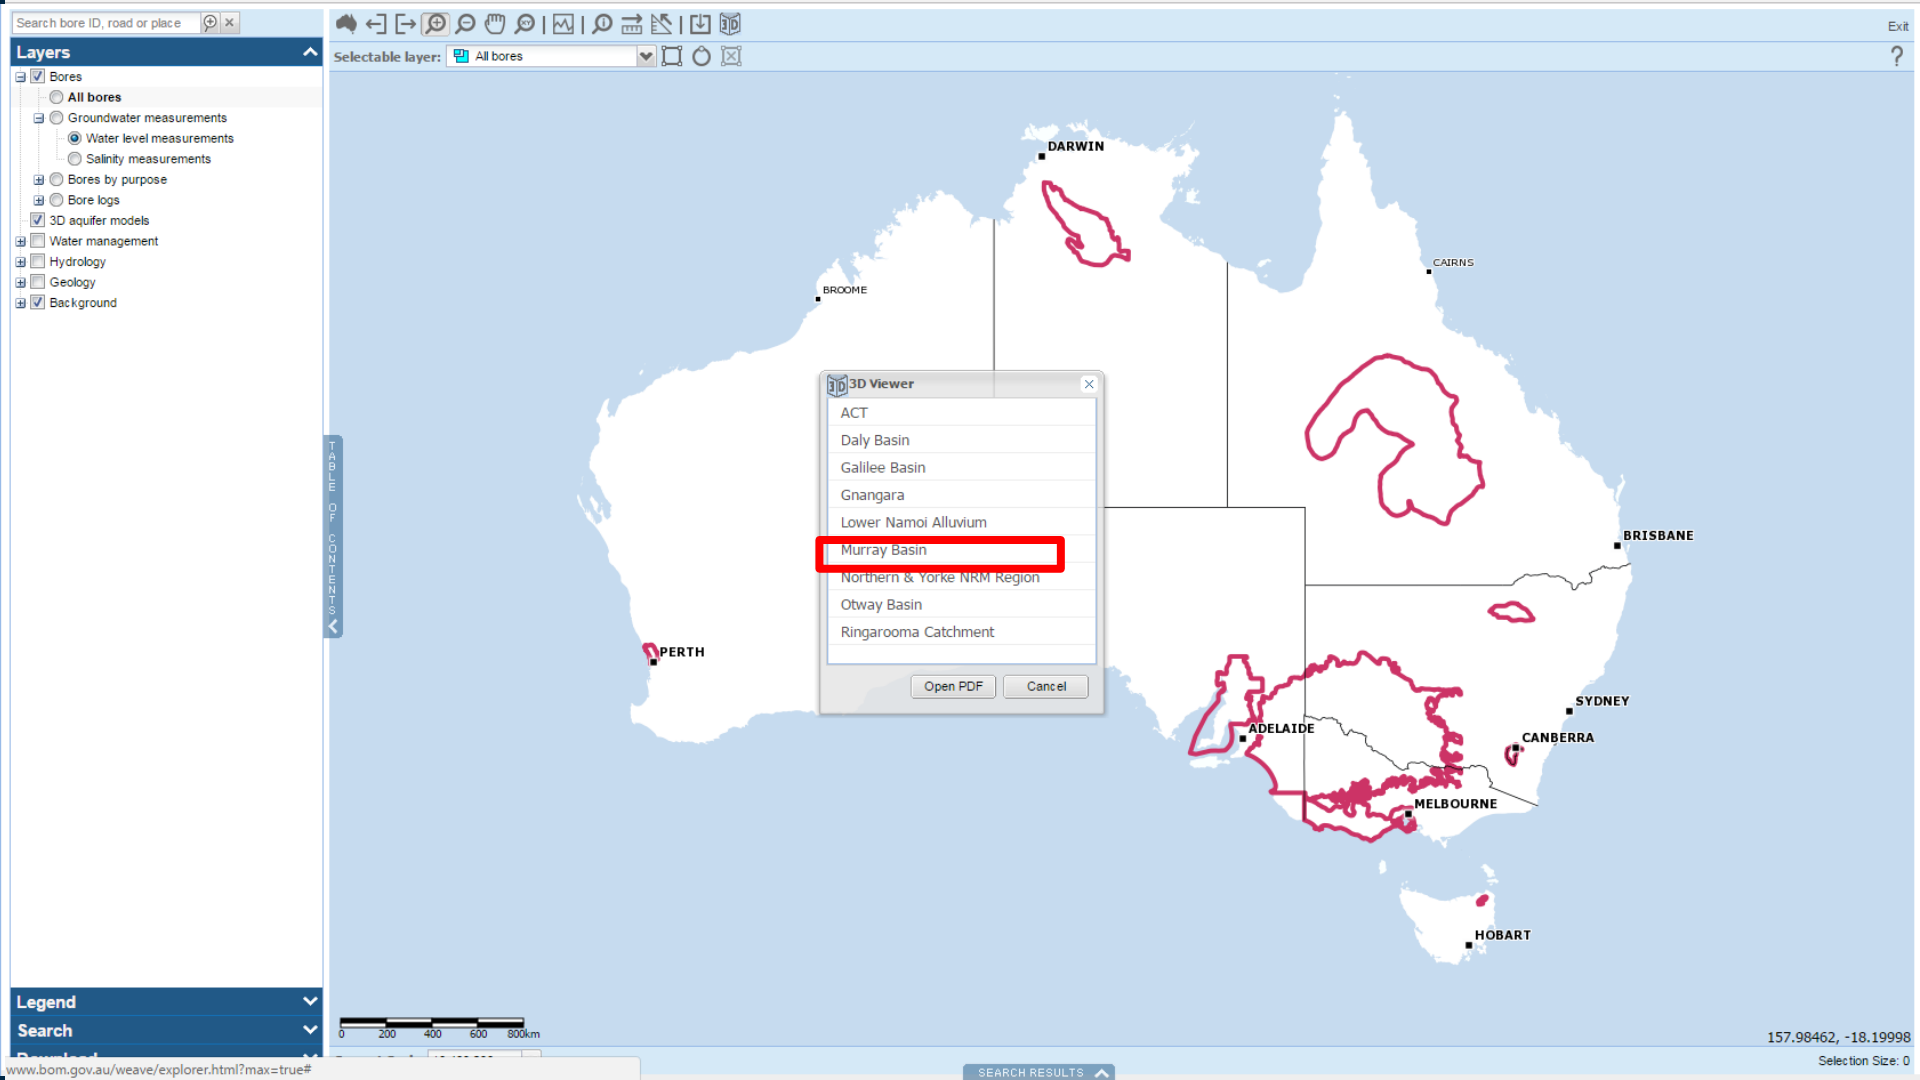 Search bore ID, road or place
Exit
Layers
Selectable layer: All bores
?
Bores
All bores
Groundwater measurements
Water level measurements
Salinity measurements
Bores by purpose
Bore logs
3D aquifer models
Water management
Hydrology
Geology
Background
TABLE OF CONTENTS
DARWIN
CAIRNS
BROOME
3D 3D Viewer
ACT
Daly Basin
Galilee Basin
Gnangara
Lower Namoi Alluvium
Murray Basin
Northern & Yorke NRM Region
Otway Basin
Ringarooma Catchment
Open PDF Cancel
BRISBANE
PERTH
SYDNEY
ADELAIDE
CANBERRA
MELBOURNE
HOBART
Legend
Search
Download
0 200 400 600 800km
157.98462, -18.19998
Selection Size: 0
www.bom.gov.au/weave/explorer.html?max=true#
SEARCH RESULTS